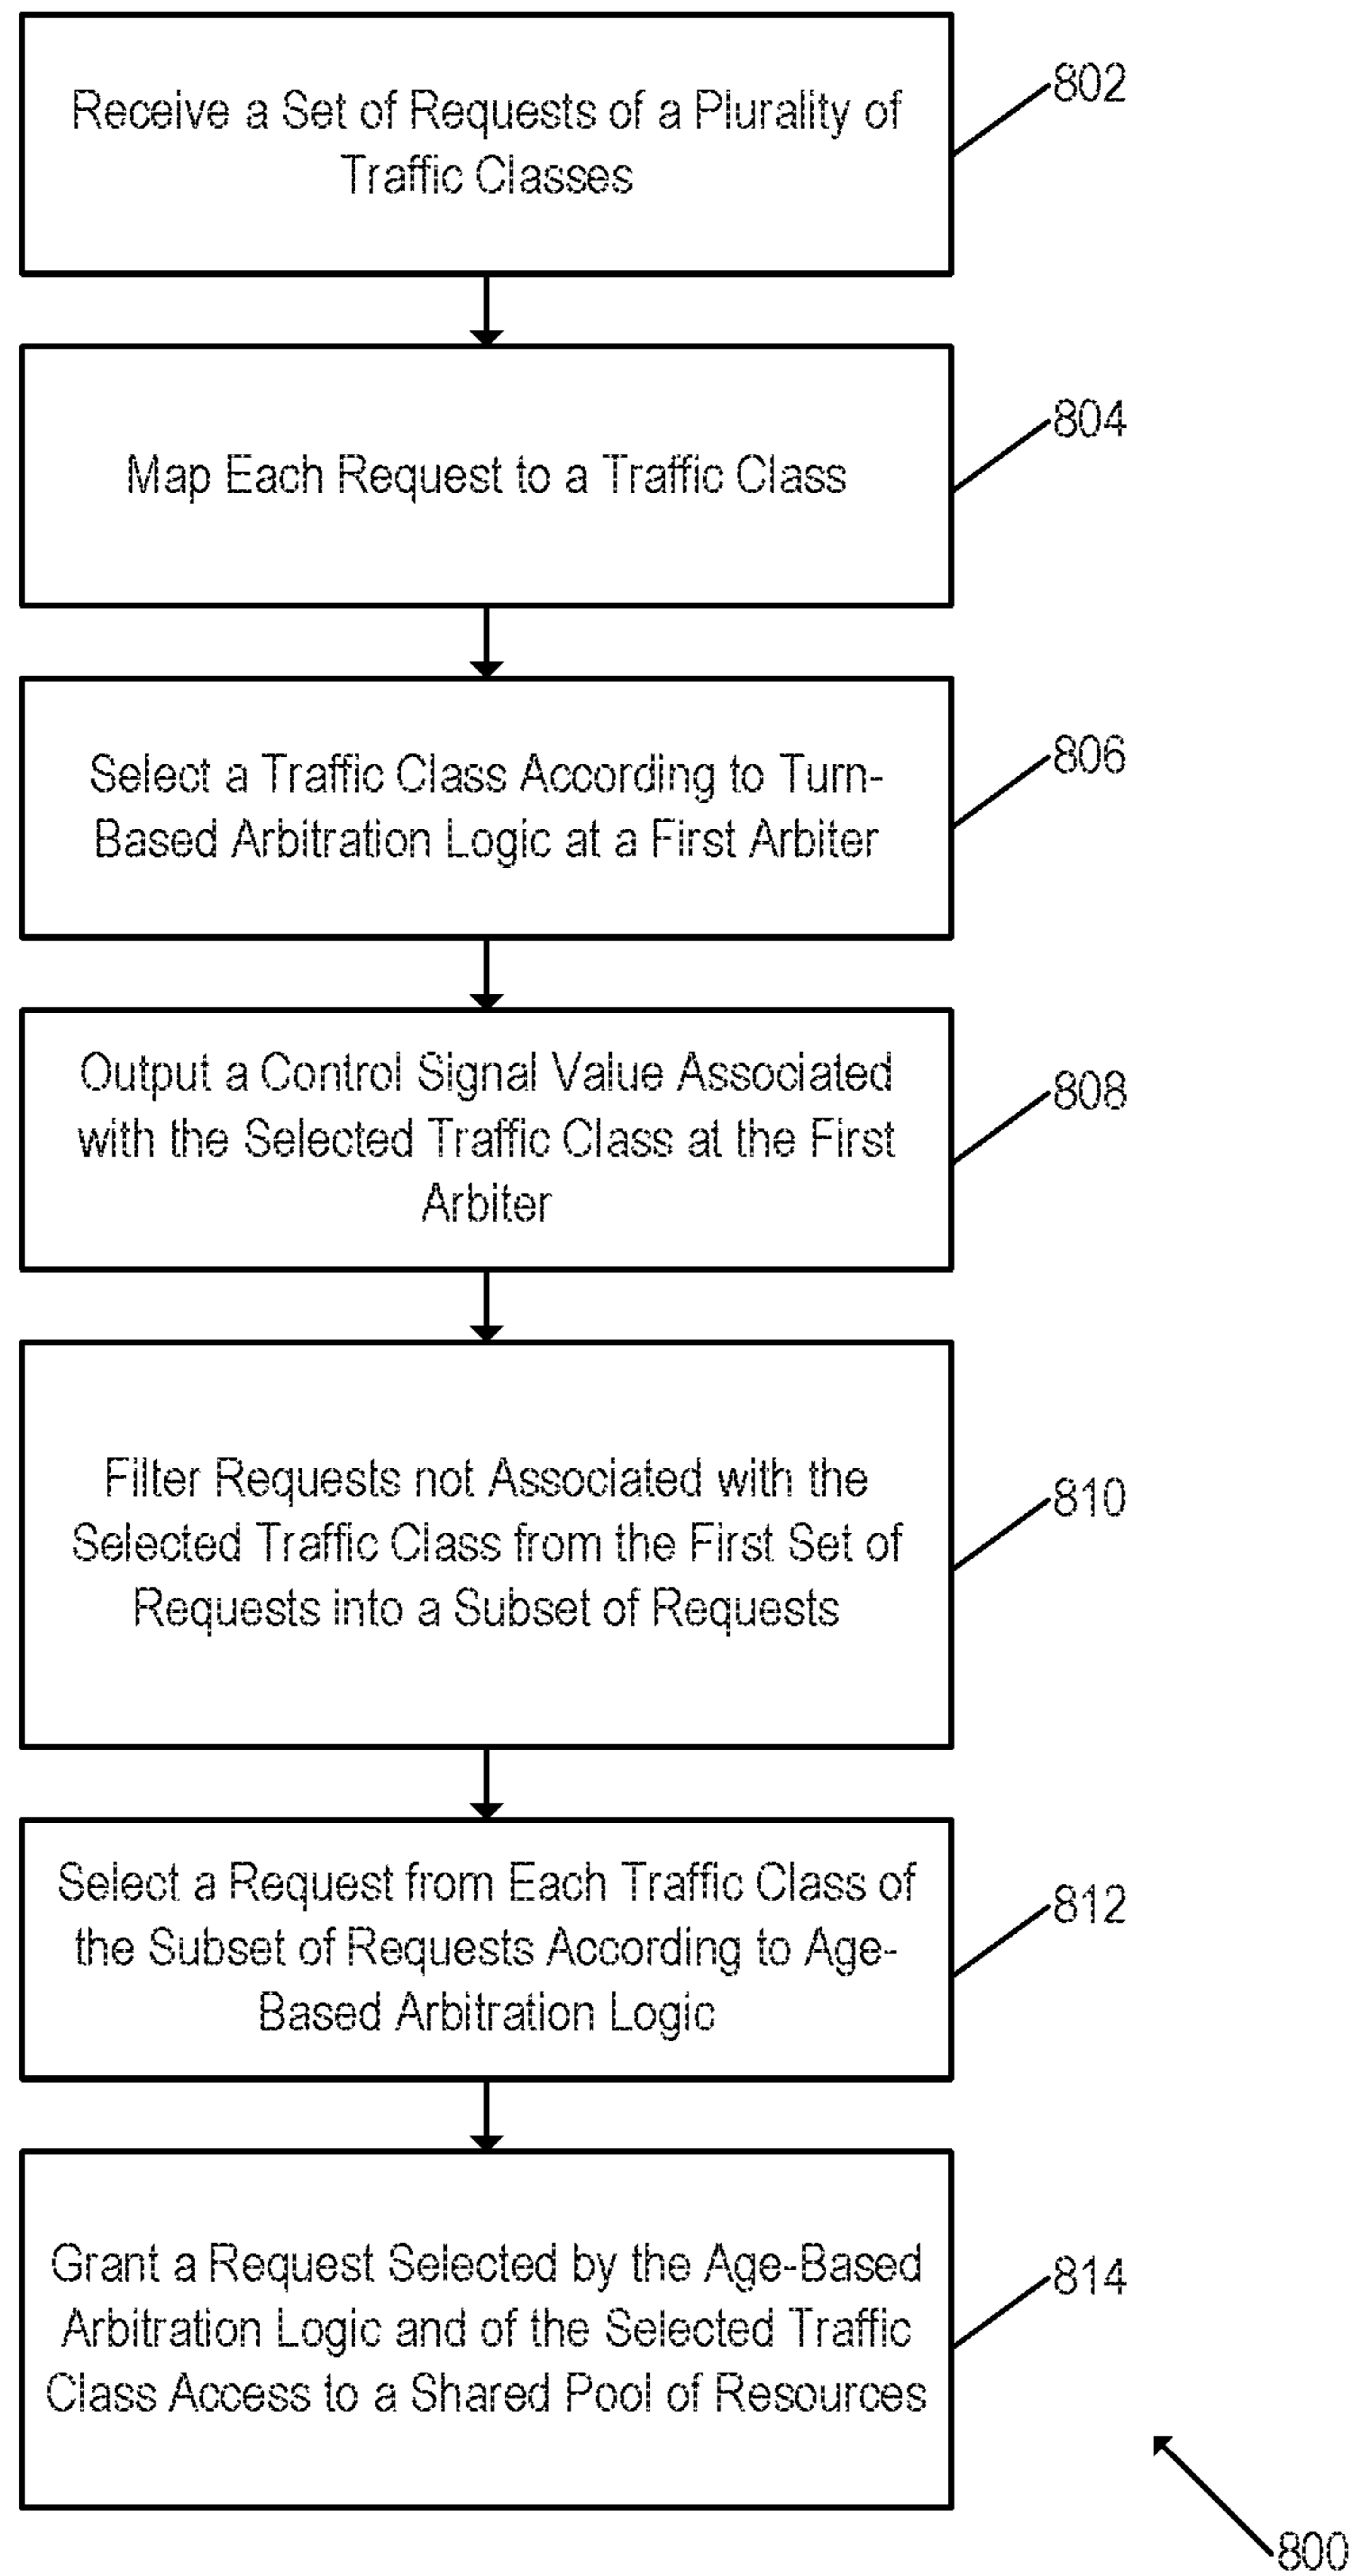 Receive a Set of Requests of a Plurality of
Traffic Classes
802
Map Each Request to a Traffic Class
804
Select a Traffic Class According to Turn-
Based Arbitration Logic at a First Arbiter
806
Output a Control Signal Value Associated
with the Selected Traffic Class at the First
Arbiter
808
Filter Requests not Associated with the
Selected Traffic Class from the First Set of
Requests into a Subset of Requests
810
Select a Request from Each Traffic Class of
the Subset of Requests According to Age-
Based Arbitration Logic
812
Grant a Request Selected by the Age-Based
Arbitration Logic and of the Selected Traffic
Class Access to a Shared Pool of Resources
814
800